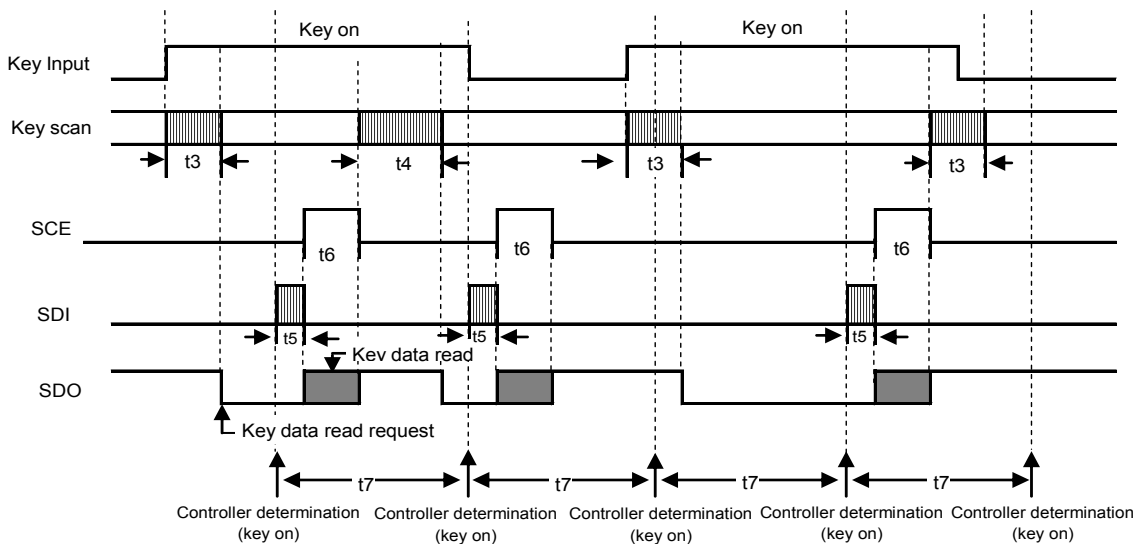 Key on
Key on
Key Input
Key scan
t3
t4
t3
t3
SCE
t6
t6
t6
SDI
t5
t5
t5
Kev data read
SDO
Key data read request
t7
t7
t7
t7
Controller determination
(key on)
Controller determination
(key on)
Controller determination
(key on)
Controller determination
(key on)
Controller determination
(key on)